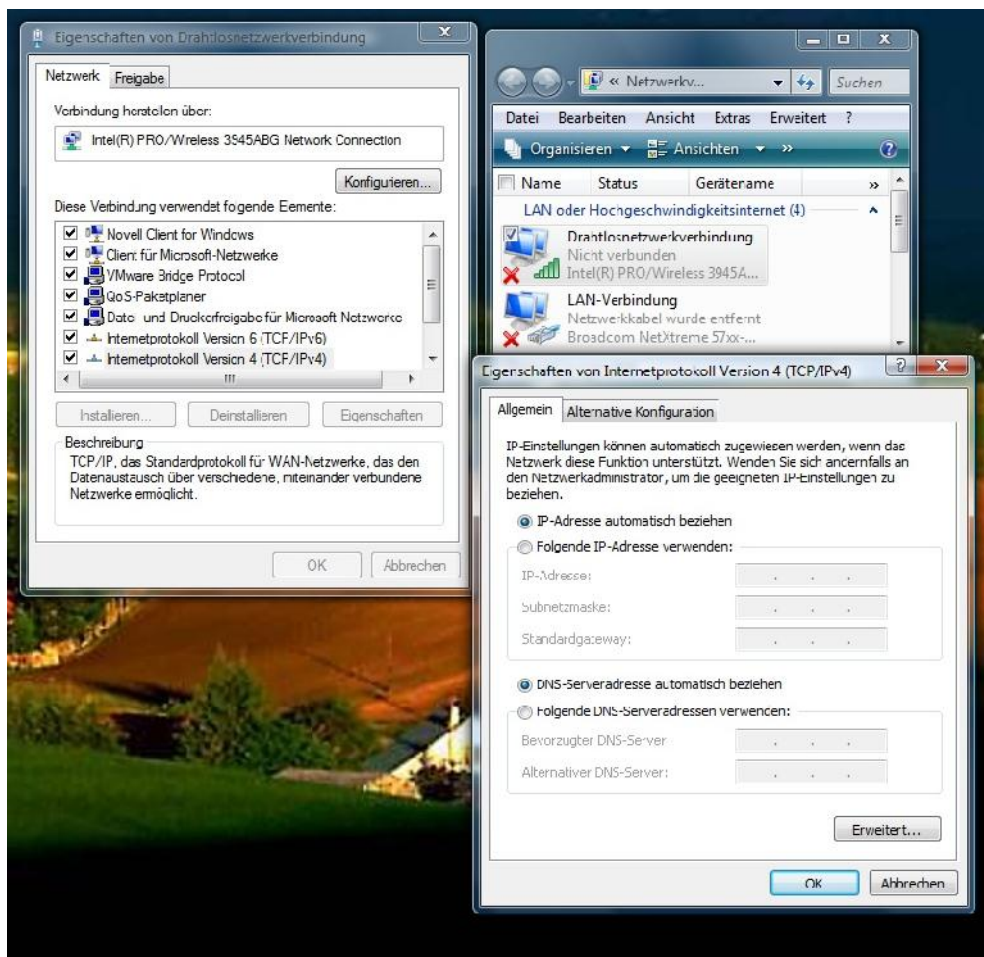 Eigenschaften von Drahtlosnetzwerkverbindung
Netzwerk Freigabe
Verbindung herstellen über:
Intel(R) PRO/Wireless 3945ABG Network Connection
Konfigurieren...
Diese Verbindung verwendet folgende Elemente:
Novell Client for Windows
Client für Microsoft-Netzwerke
VMware Bridge Protocol
QoS-Paketplaner
Datei- und Druckerfreigabe für Microsoft-Netzwerke
Internetprotokoll Version 6 (TCP/IPv6)
Internetprotokoll Version 4 (TCP/IPv4)
Installieren... Deinstallieren Eigenschaften
Beschreibung
TCP/IP, das Standardprotokoll für WAN-Netzwerke, das den
Datenaustausch über verschiedene, miteinander verbundene
Netzwerke ermöglicht.
OK Abbrechen
« Netzwerkv... Suchen
Datei Bearbeiten Ansicht Extras Erweitert ?
Organisieren Ansichten »
Name Status Gerätename »
LAN oder Hochgeschwindigkeitsinternet (4)
Drahtlosnetzwerkverbindung
Nicht verbunden
Intel(R) PRO/Wireless 3945A...
LAN-Verbindung
Netzwerkkabel wurde entfernt
Broadcom NetXtreme 57xx-...
Eigenschaften von Internetprotokoll Version 4 (TCP/IPv4)
Allgemein Alternative Konfiguration
IP-Einstellungen können automatisch zugewiesen werden, wenn das
Netzwerk diese Funktion unterstützt. Wenden Sie sich andernfalls an
den Netzwerkadministrator, um die geeigneten IP-Einstellungen zu
beziehen.
IP-Adresse automatisch beziehen
Folgende IP-Adresse verwenden:
IP-Adresse:
Subnetzmaske:
Standardgateway:
DNS-Serveradresse automatisch beziehen
Folgende DNS-Serveradressen verwenden:
Bevorzugter DNS-Server
Alternativer DNS-Server:
Erweitert...
OK Abbrechen